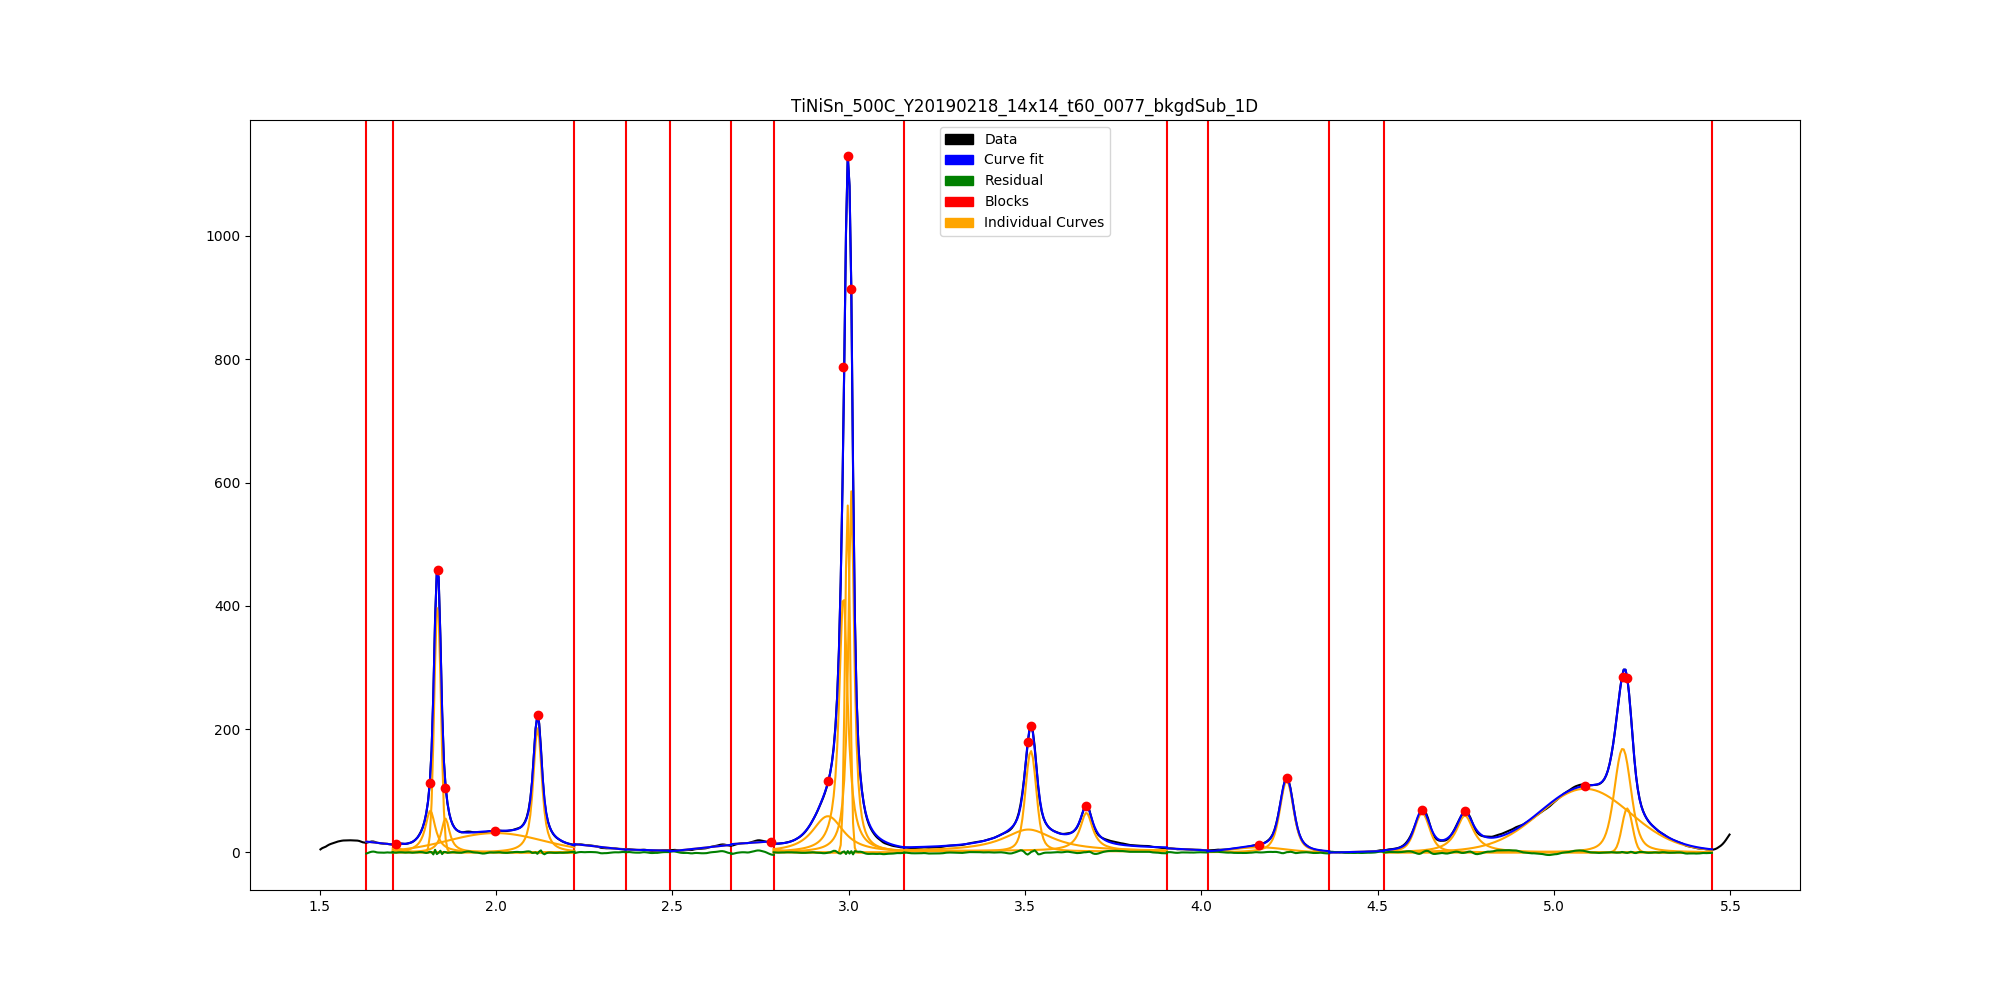 TiNiSn_500C_Y20190218_14x14_t60_0077_bkgdSub_1D
Data
Curve fit
Residual
Blocks
Individual Curves
1000
800
600
400
200
0
1.5 2.0 2.5 3.0 3.5 4.0 4.5 5.0 5.5